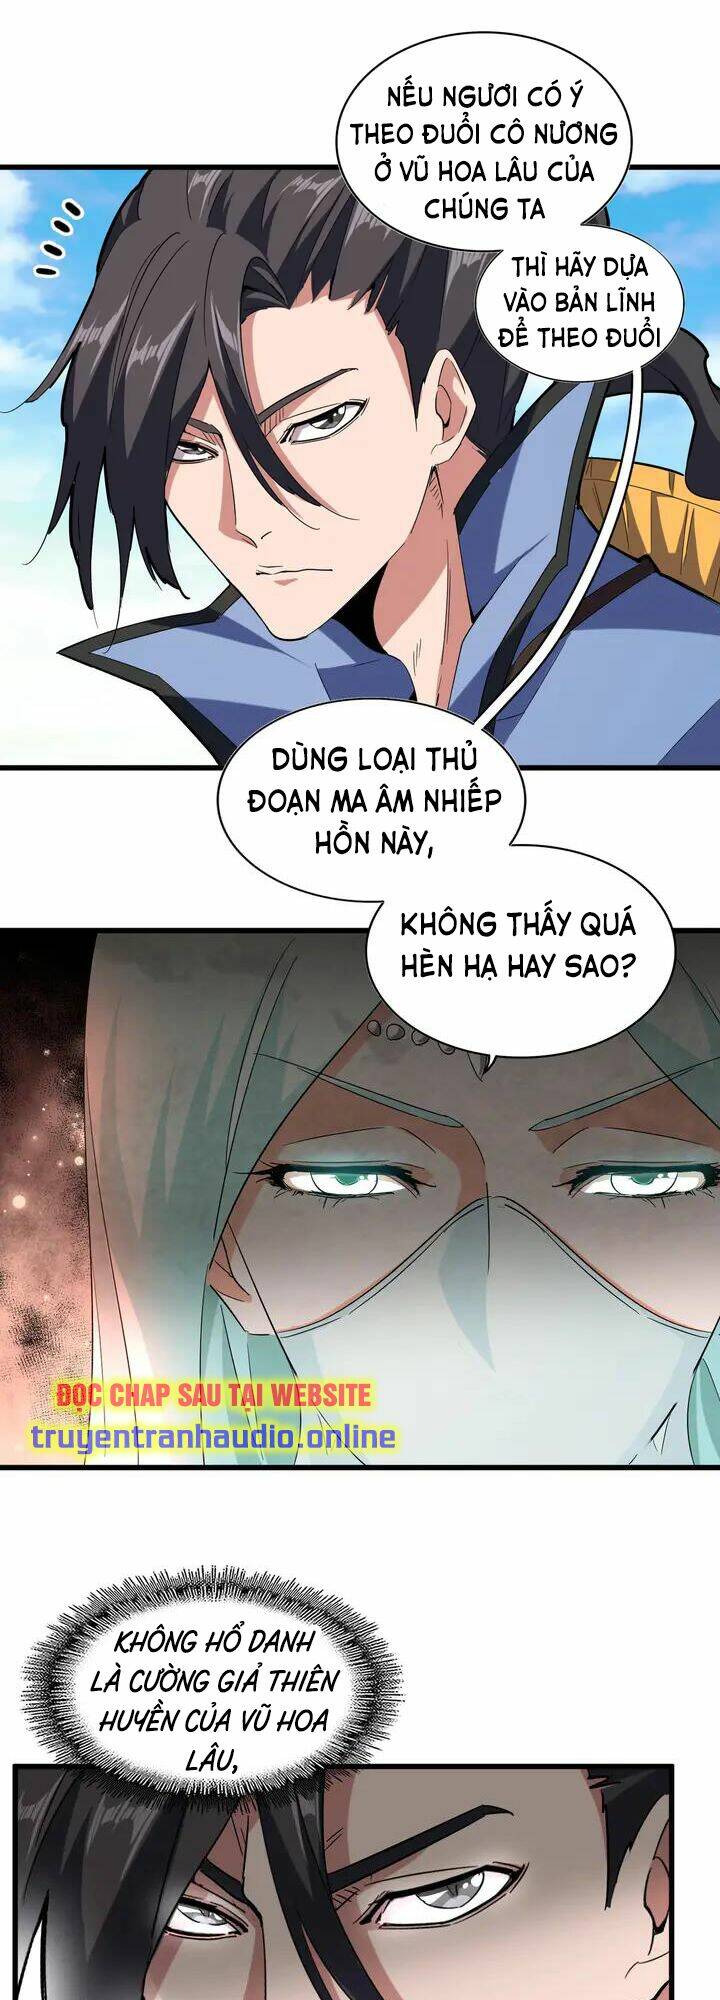 NẾU NGƯƠI CÓ Ý
THEO ĐUỔI CÔ NƯƠNG
Ở VŨ HOA LÂU CỦA
CHÚNG TA
THÌ HÃY DỰA
VÀO BẢN LĨNH
ĐỂ THEO ĐUỔI
DÙNG LOẠI THỦ
ĐOẠN MA ÂM NHIẾP
HỒN NÀY,
KHÔNG THẤY QUÁ
HÈN HẠ HAY SAO?
ĐỌC CHAP SAU TẠI WEBSITE
truyentranhaudio.online
KHÔNG HỔ DANH
LÀ CƯỜNG GIẢ THIÊN
HUYỀN CỦA VŨ HOA
LÂU,